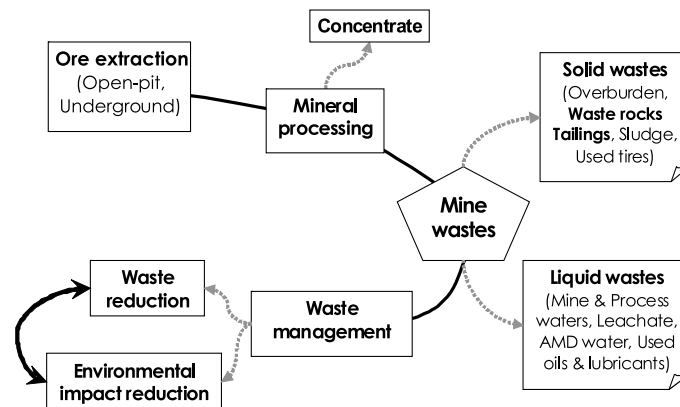 Concentrate
Ore extraction
(Open-pit,
Underground)
Mineral
processing
Solid wastes
(Overburden,
Waste rocks
Tailings, Sludge,
Used tires)
Mine
wastes
Waste
reduction
Waste
management
Liquid wastes
(Mine & Process
waters, Leachate,
AMD water, Used
oils & lubricants)
Environmental
impact reduction